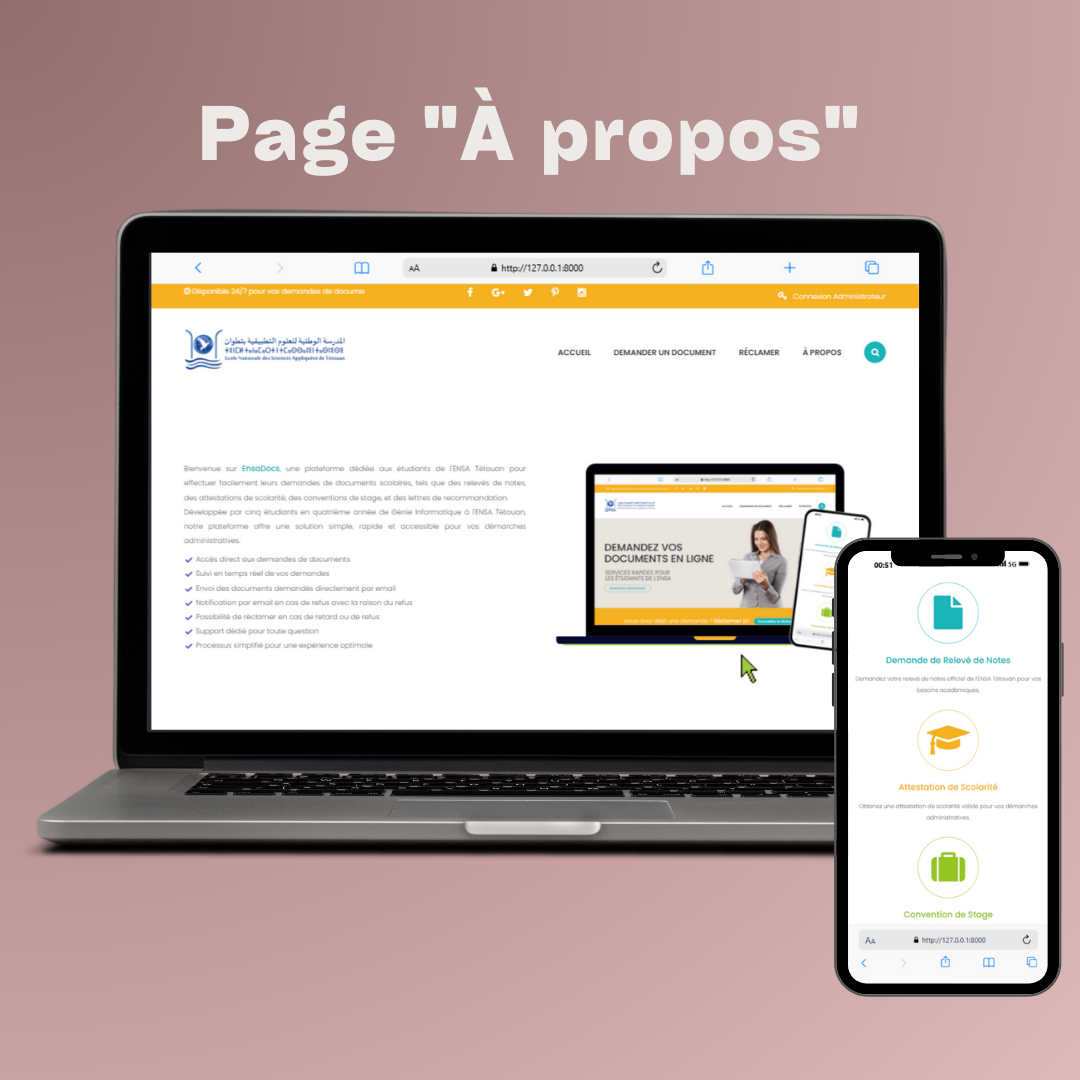 Page "À propos"
AA
http://127.0.0.1:8000
Disponible 24/7 pour vos demandes de docume
Connexion Administrateur
المدرسة الوطنية للعلوم التطبيقية بتطوان
Ecole Nationale des Sciences Appliquées de Tétouan
ACCUEIL DEMANDER UN DOCUMENT RÉCLAMER À PROPOS
Bienvenue sur EnsaDocs, une plateforme dédiée aux étudiants de l'ENSA Tétouan pour
effectuer facilement leurs demandes de documents scolaires, tels que des relevés de notes,
des attestations de scolarité, des conventions de stage, et des lettres de recommandation.
Développée par cinq étudiants en quatrième année de Génie Informatique à l'ENSA Tétouan,
notre plateforme offre une solution simple, rapide et accessible pour vos démarches
administratives.
Accès direct aux demandes de documents
Suivi en temps réel de vos demandes
Envoi des documents demandés directement par email
Notification par email en cas de refus avec la raison du refus
Possibilité de réclamer en cas de retard ou de refus
Support dédié pour toute question
Processus simplifié pour une expérience optimale
DEMANDEZ VOS
DOCUMENTS EN LIGNE
SERVICES RAPIDES POUR
LES ÉTUDIANTS DE L'ENSA
Vous avez déjà une demande ? Réclamez ici
00:51
5G
Demande de Relevé de Notes
Demandez votre relevé de notes officiel de l'ENSA Tétouan pour vos
besoins académiques.
Attestation de Scolarité
Obtenez une attestation de scolarité valide pour vos démarches
administratives.
Convention de Stage
AA
http://127.0.0.1:8000